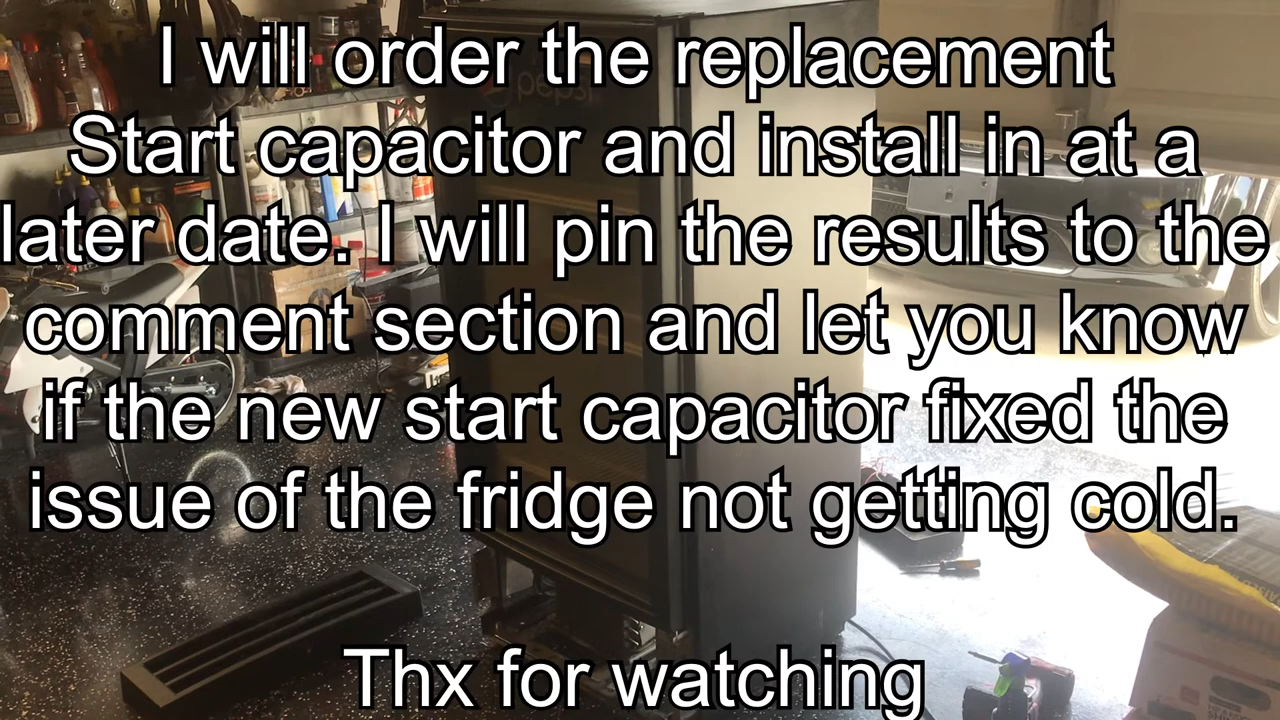 I will order the replacement
Start capacitor and install in at a
later date. I will pin the results to the
comment section and let you know
if the new start capacitor fixed the
issue of the fridge not getting cold.
Thx for watching
pepsi